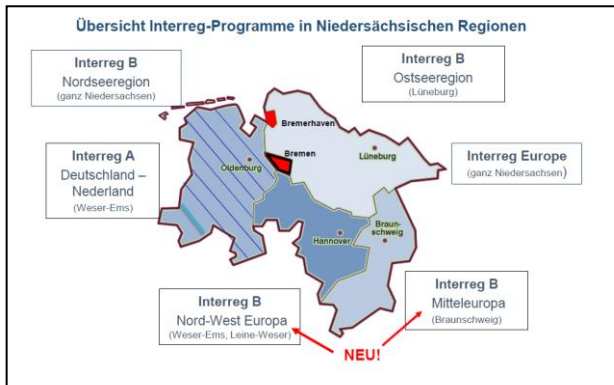 Übersicht Interreg-Programme in Niedersächsischen Regionen
Interreg B
Nordseeregion
(ganz Niedersachsen)
Interreg B
Ostseeregion
(Lüneburg)
Bremerhaven
Bremen
Oldenburg
Lüneburg
Interreg A
Deutschland –
Nederland
(Weser-Ems)
Interreg Europe
(ganz Niedersachsen)
Hannover
Braun-
schweig
Interreg B
Nord-West Europa
(Weser-Ems, Leine-Weser)
Interreg B
Mitteleuropa
(Braunschweig)
NEU!